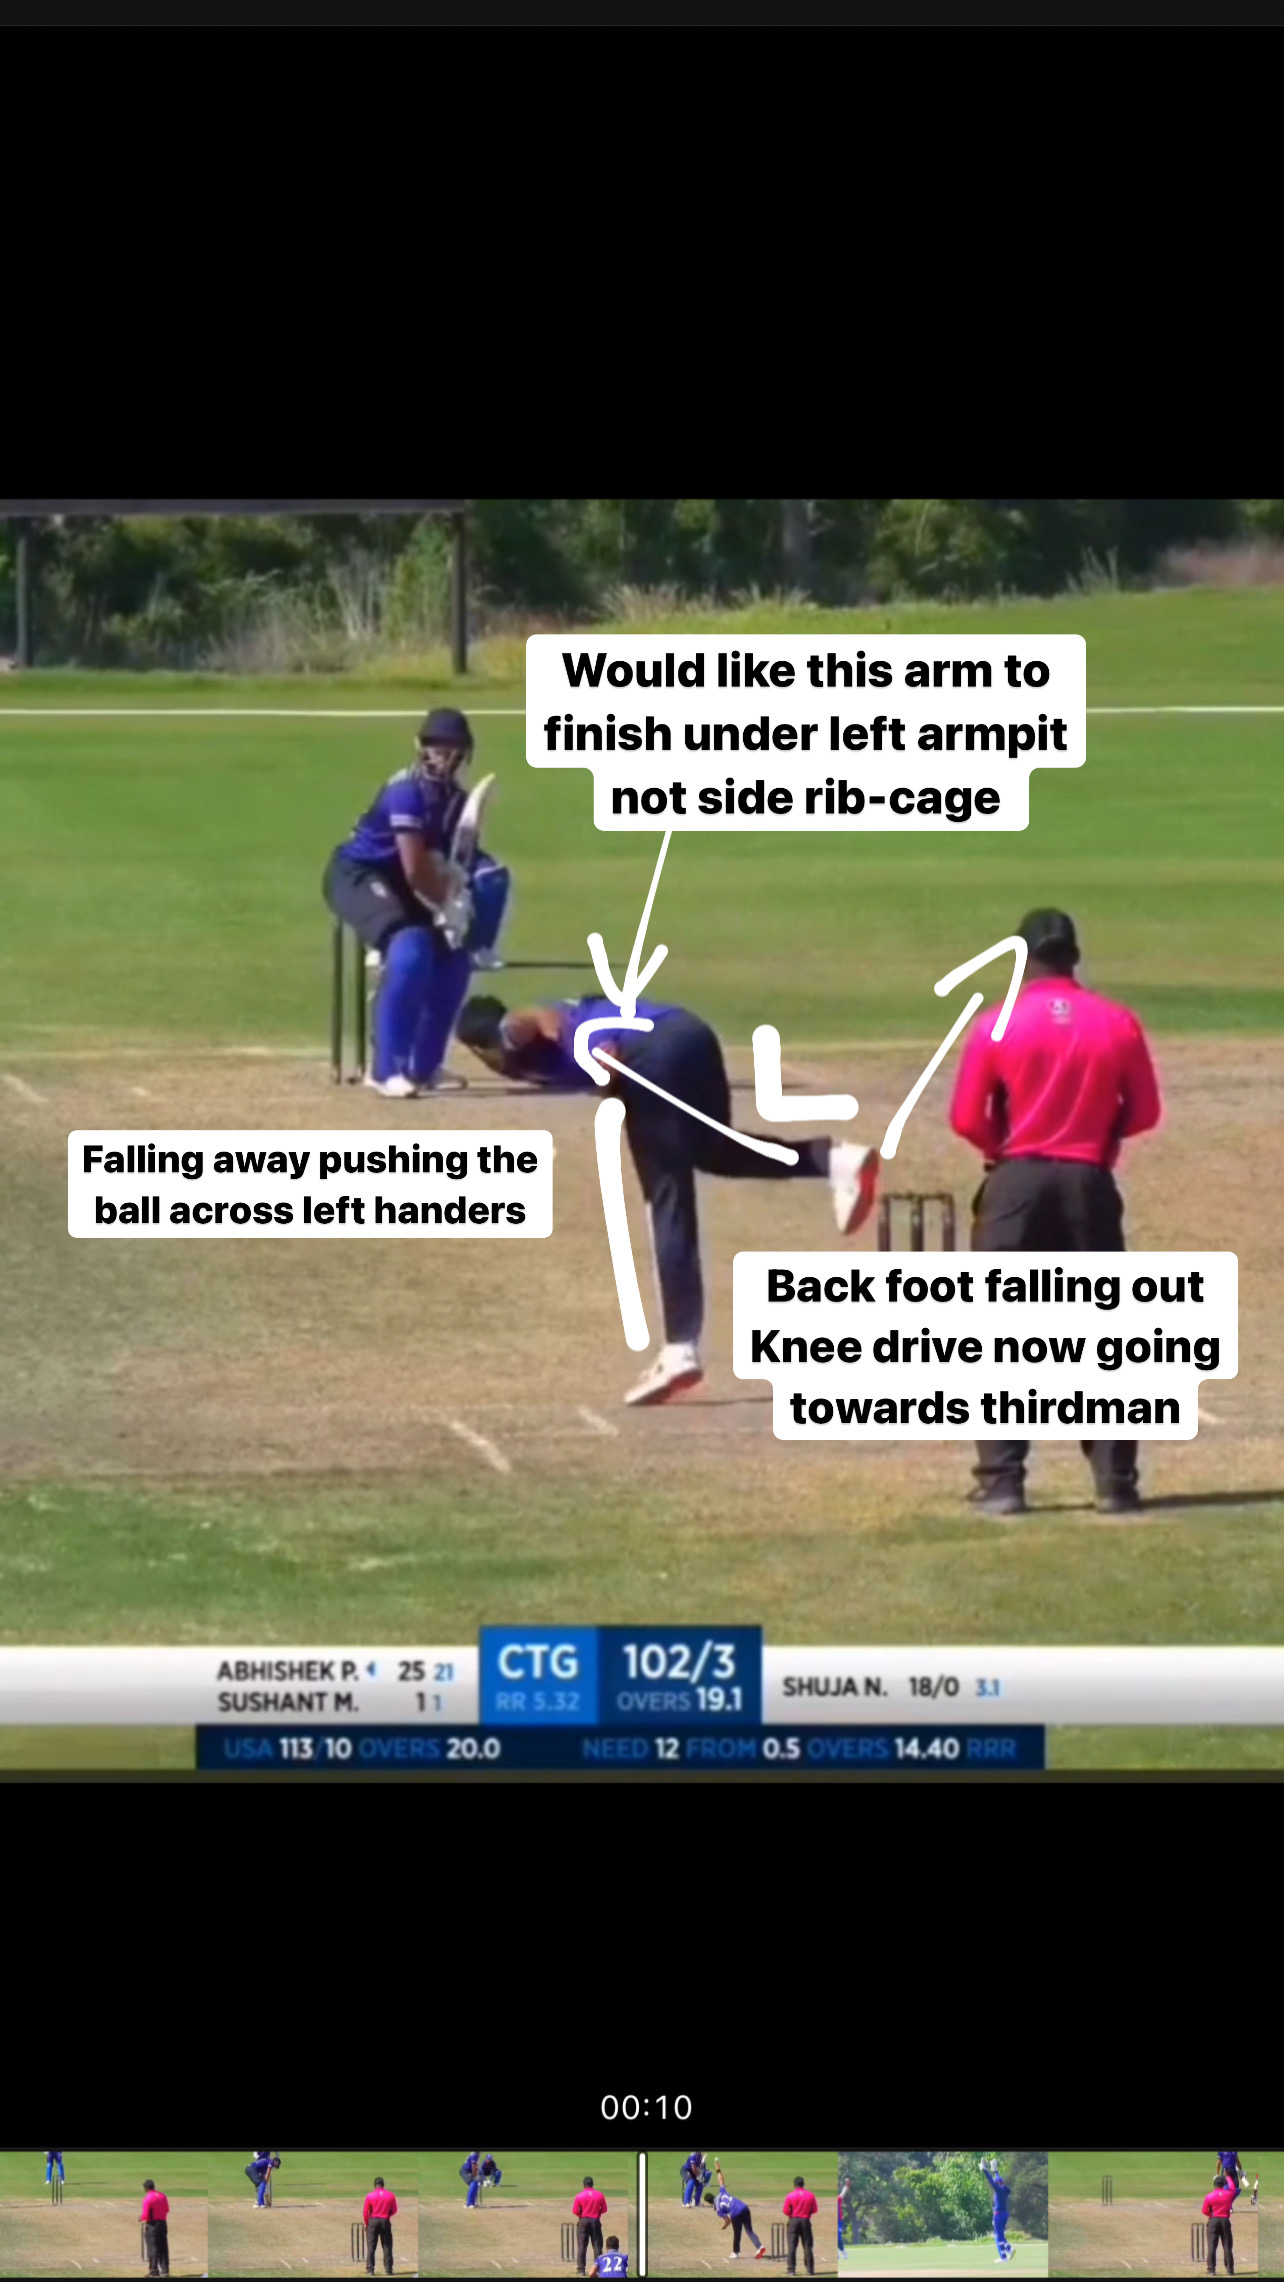 Would like this arm to
finish under left armpit
not side rib-cage
Falling away pushing the
ball across left handers
Back foot falling out
Knee drive now going
towards thirdman
ABHISHEK P. 25 21
SUSHANT M. 1 1
CTG
RR 5.32
102/3
OVERS 19.1
SHUJA N. 18/0 3.1
USA 113/10 OVERS 20.0
NEED 12 FROM 0.5 OVERS 14.40 RRR
00:10
22